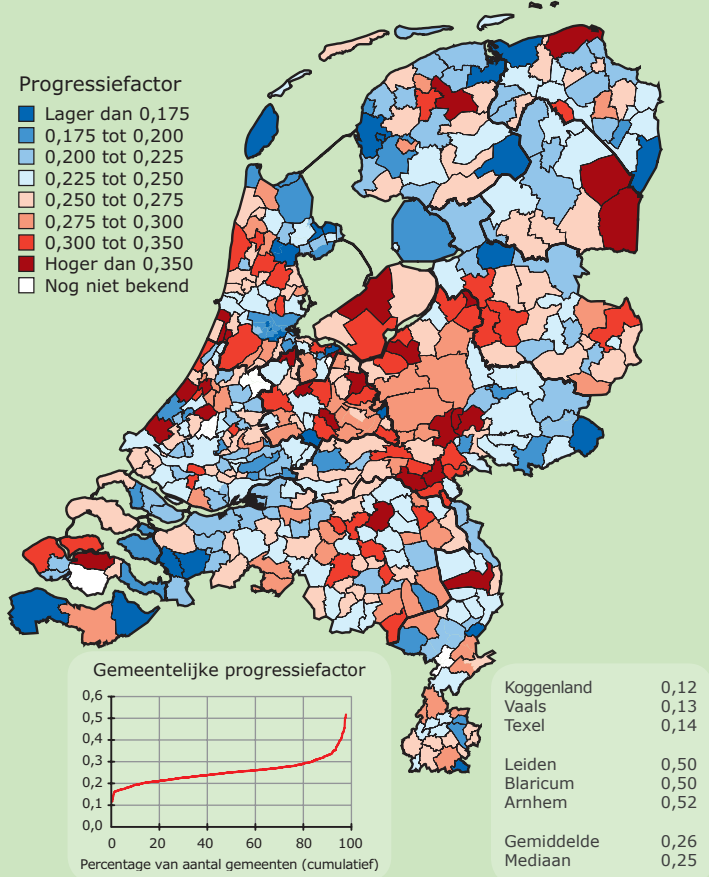 Progressiefactor
Lager dan 0,175
0,175 tot 0,200
0,200 tot 0,225
0,225 tot 0,250
0,250 tot 0,275
0,275 tot 0,300
0,300 tot 0,350
Hoger dan 0,350
Nog niet bekend
Gemeentelijke progressiefactor
0,6
0,5
0,4
0,3
0,2
0,1
0,0
0 20 40 60 80 100
Percentage van aantal gemeenten (cumulatief)
Koggenland 0,12
Vaals 0,13
Texel 0,14
Leiden 0,50
Blaricum 0,50
Arnhem 0,52
Gemiddelde 0,26
Mediaan 0,25